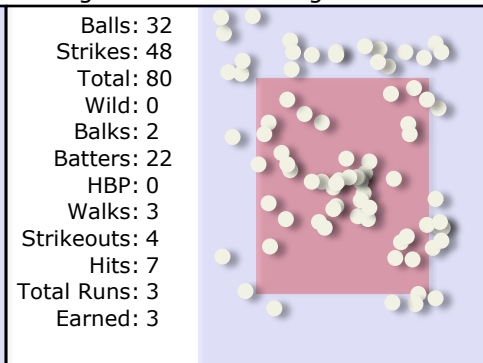 Balls: 32
Strikes: 48
Total: 80
Wild: 0
Balks: 2
Batters: 22
HBP: 0
Walks: 3
Strikeouts: 4
Hits: 7
Total Runs: 3
Earned: 3